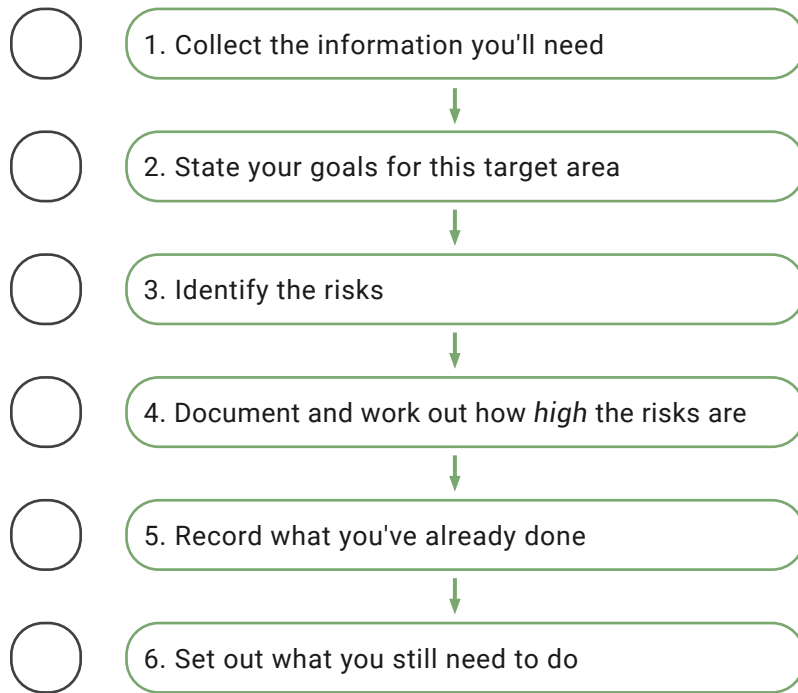 1. Collect the information you'll need
2. State your goals for this target area
3. Identify the risks
4. Document and work out how high the risks are
5. Record what you've already done
6. Set out what you still need to do